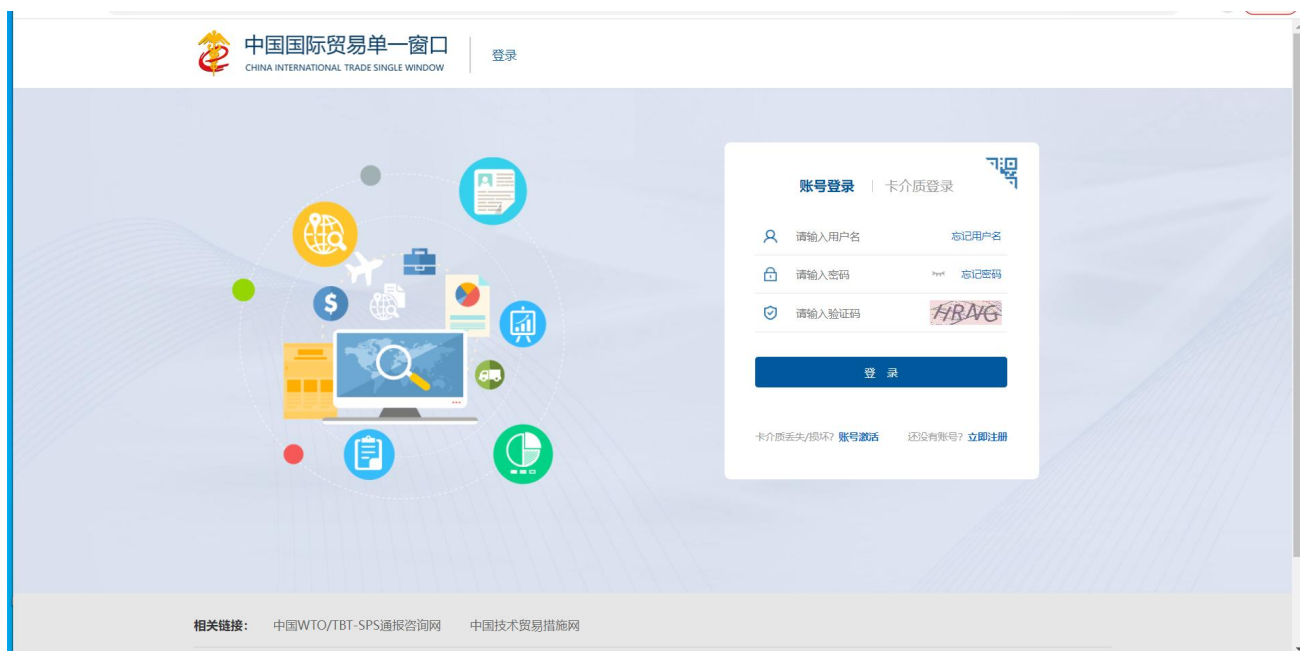 中国国际贸易单一窗口
CHINA INTERNATIONAL TRADE SINGLE WINDOW
登录
账号登录
卡介质登录
请输入用户名
忘记用户名
请输入密码
忘记密码
请输入验证码
HRNG
登 录
卡介质丢失/损坏? 账号激活
还没有账号? 立即注册
$
相关链接:
中国WTO/TBT-SPS通报咨询网
中国技术贸易措施网